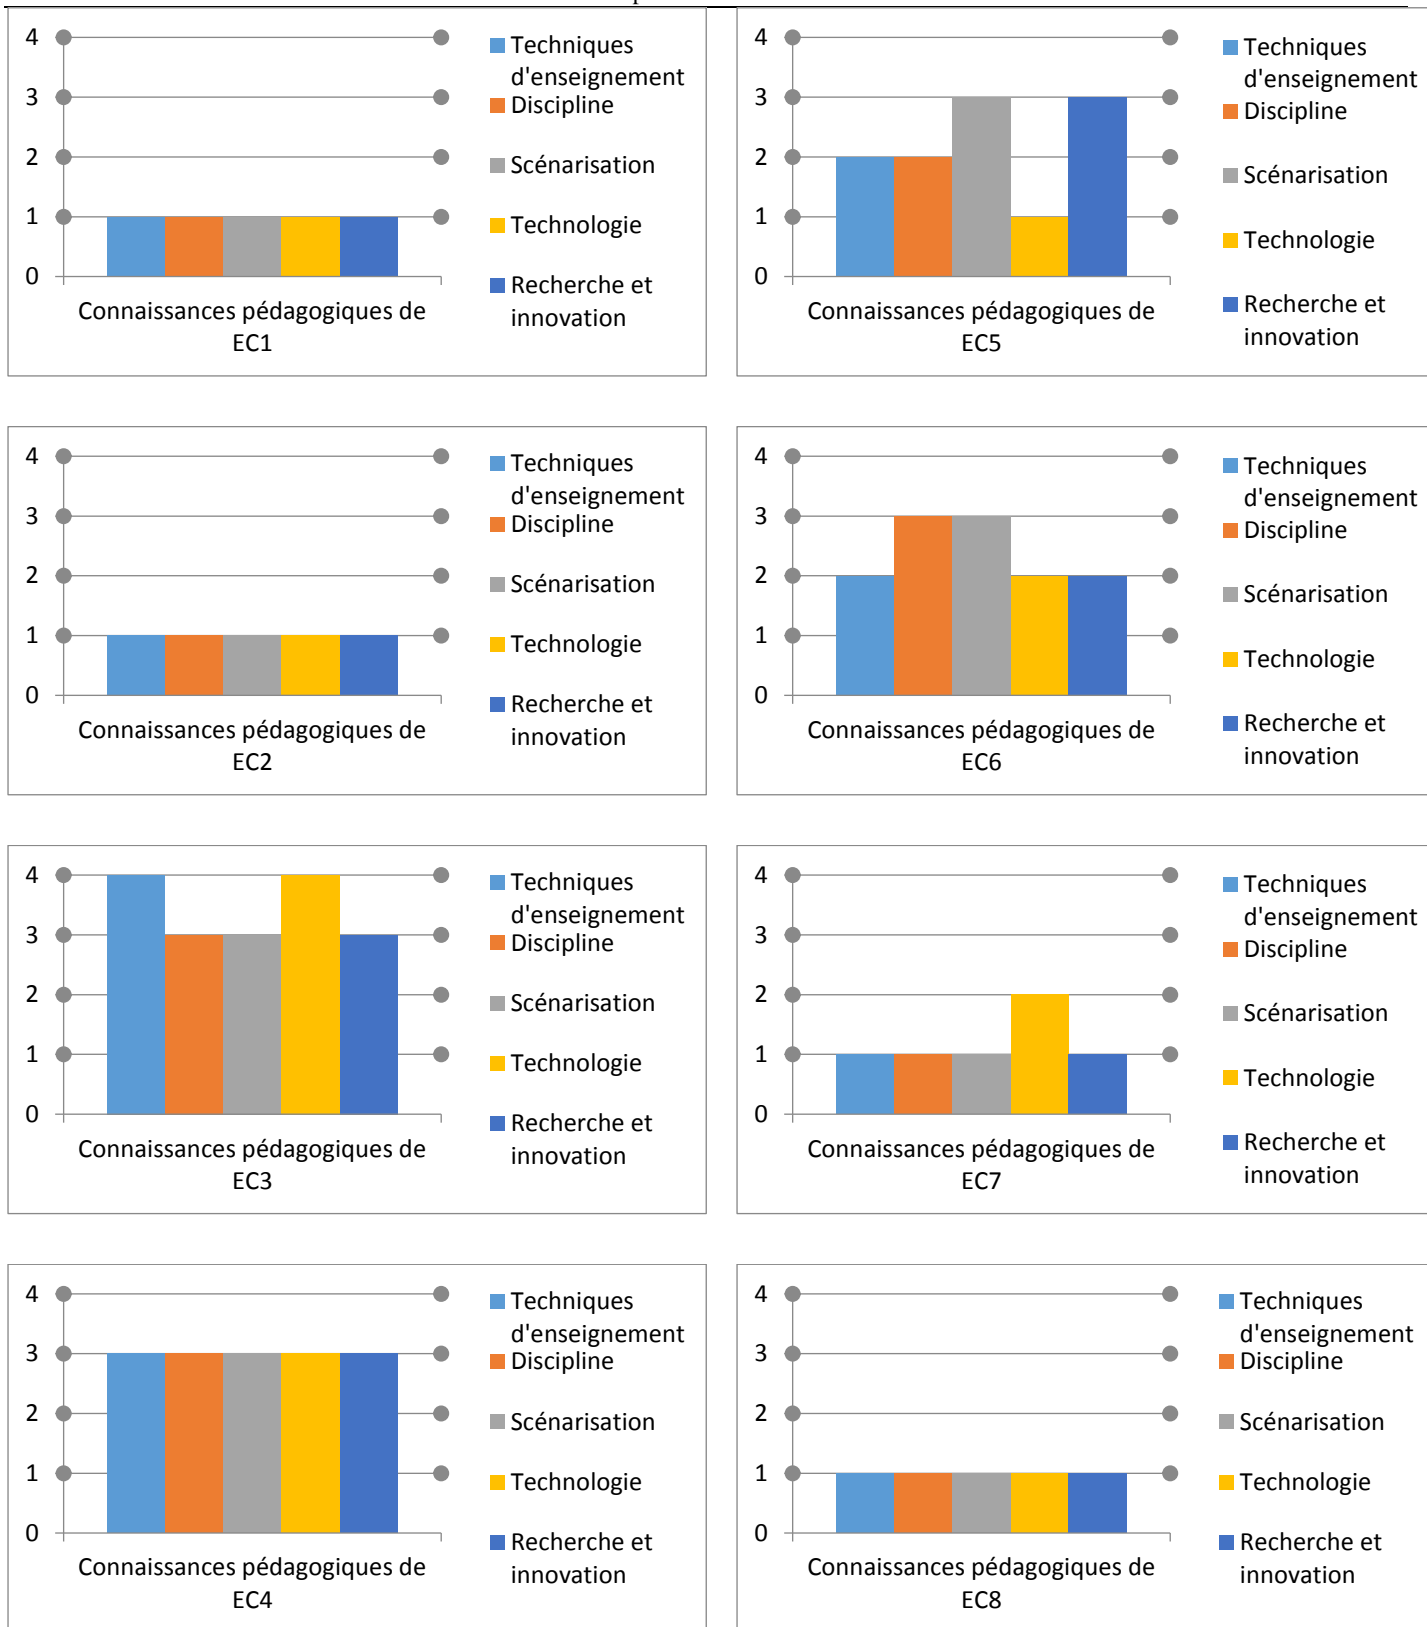 4
3
2
1
0
Connaissances pédagogiques de
EC1
Techniques
d'enseignement
Discipline
Scénarisation
Technologie
Recherche et
innovation
4
3
2
1
0
Connaissances pédagogiques de
EC5
Techniques
d'enseignement
Discipline
Scénarisation
Technologie
Recherche et
innovation
4
3
2
1
0
Connaissances pédagogiques de
EC2
Techniques
d'enseignement
Discipline
Scénarisation
Technologie
Recherche et
innovation
4
3
2
1
0
Connaissances pédagogiques de
EC6
Techniques
d'enseignement
Discipline
Scénarisation
Technologie
Recherche et
innovation
4
3
2
1
0
Connaissances pédagogiques de
EC3
Techniques
d'enseignement
Discipline
Scénarisation
Technologie
Recherche et
innovation
4
3
2
1
0
Connaissances pédagogiques de
EC7
Techniques
d'enseignement
Discipline
Scénarisation
Technologie
Recherche et
innovation
4
3
2
1
0
Connaissances pédagogiques de
EC4
Techniques
d'enseignement
Discipline
Scénarisation
Technologie
Recherche et
innovation
4
3
2
1
0
Connaissances pédagogiques de
EC8
Techniques
d'enseignement
Discipline
Scénarisation
Technologie
Recherche et
innovation